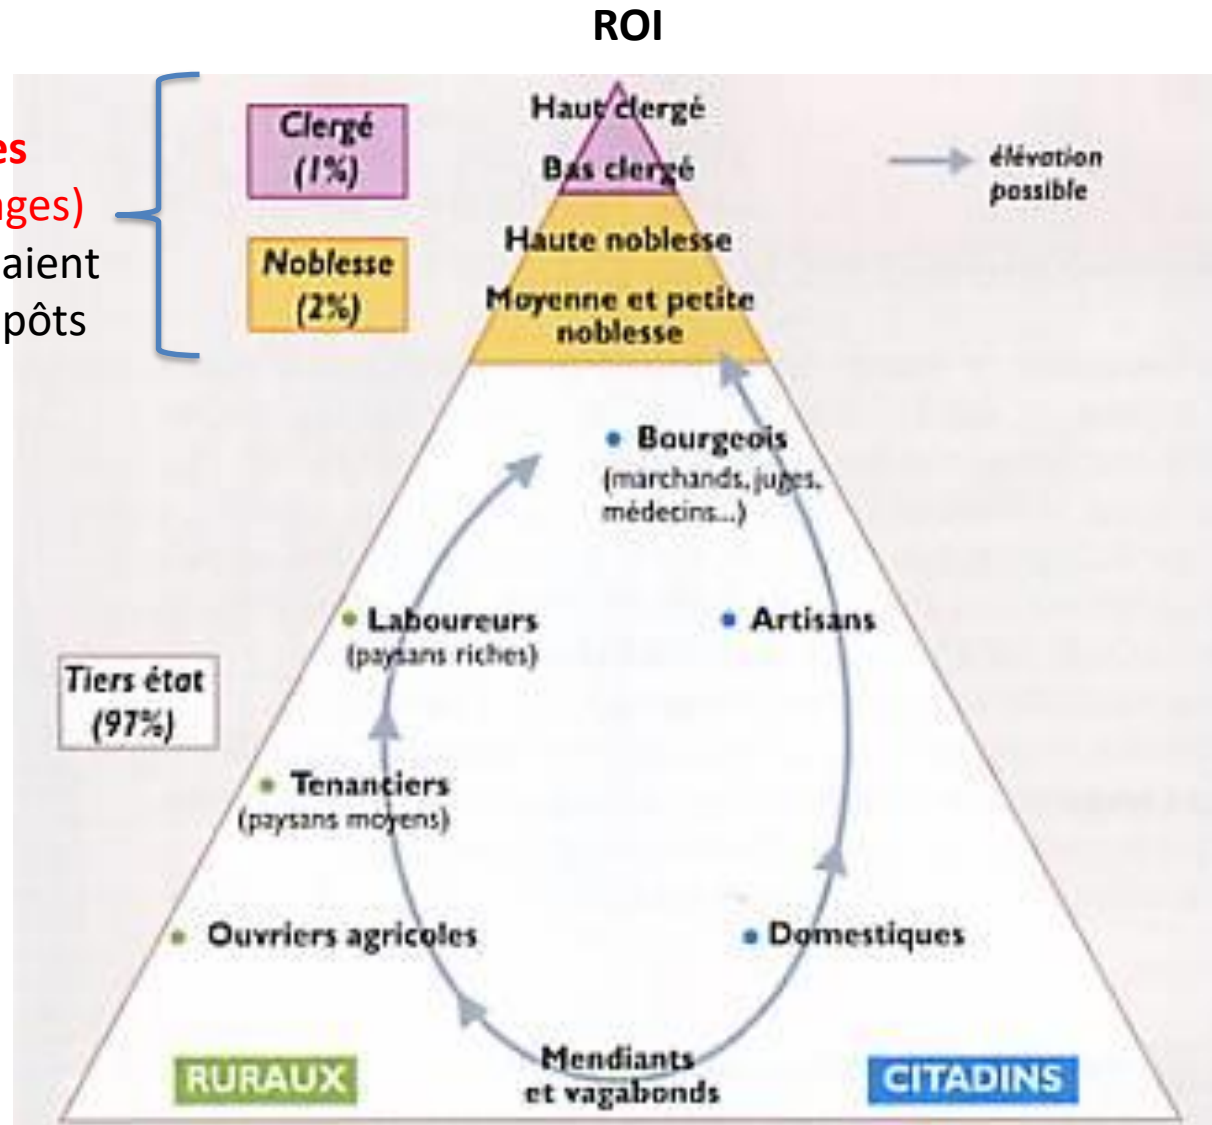 ROI
es
ages)
aient
pôts
Clergé
(1%)
Noblesse
(2%)
Haut clergé
Bas clergé
Haute noblesse
Moyenne et petite
noblesse
élévation
possible
Bourgeois
(marchands, juges,
médecins...)
Laboureurs
(paysans riches)
Artisans
Tiers état
(97%)
Tenanciers
(paysans moyens)
Ouvriers agricoles
Domestiques
Mendiants
et vagabonds
RURAUX
CITADINS